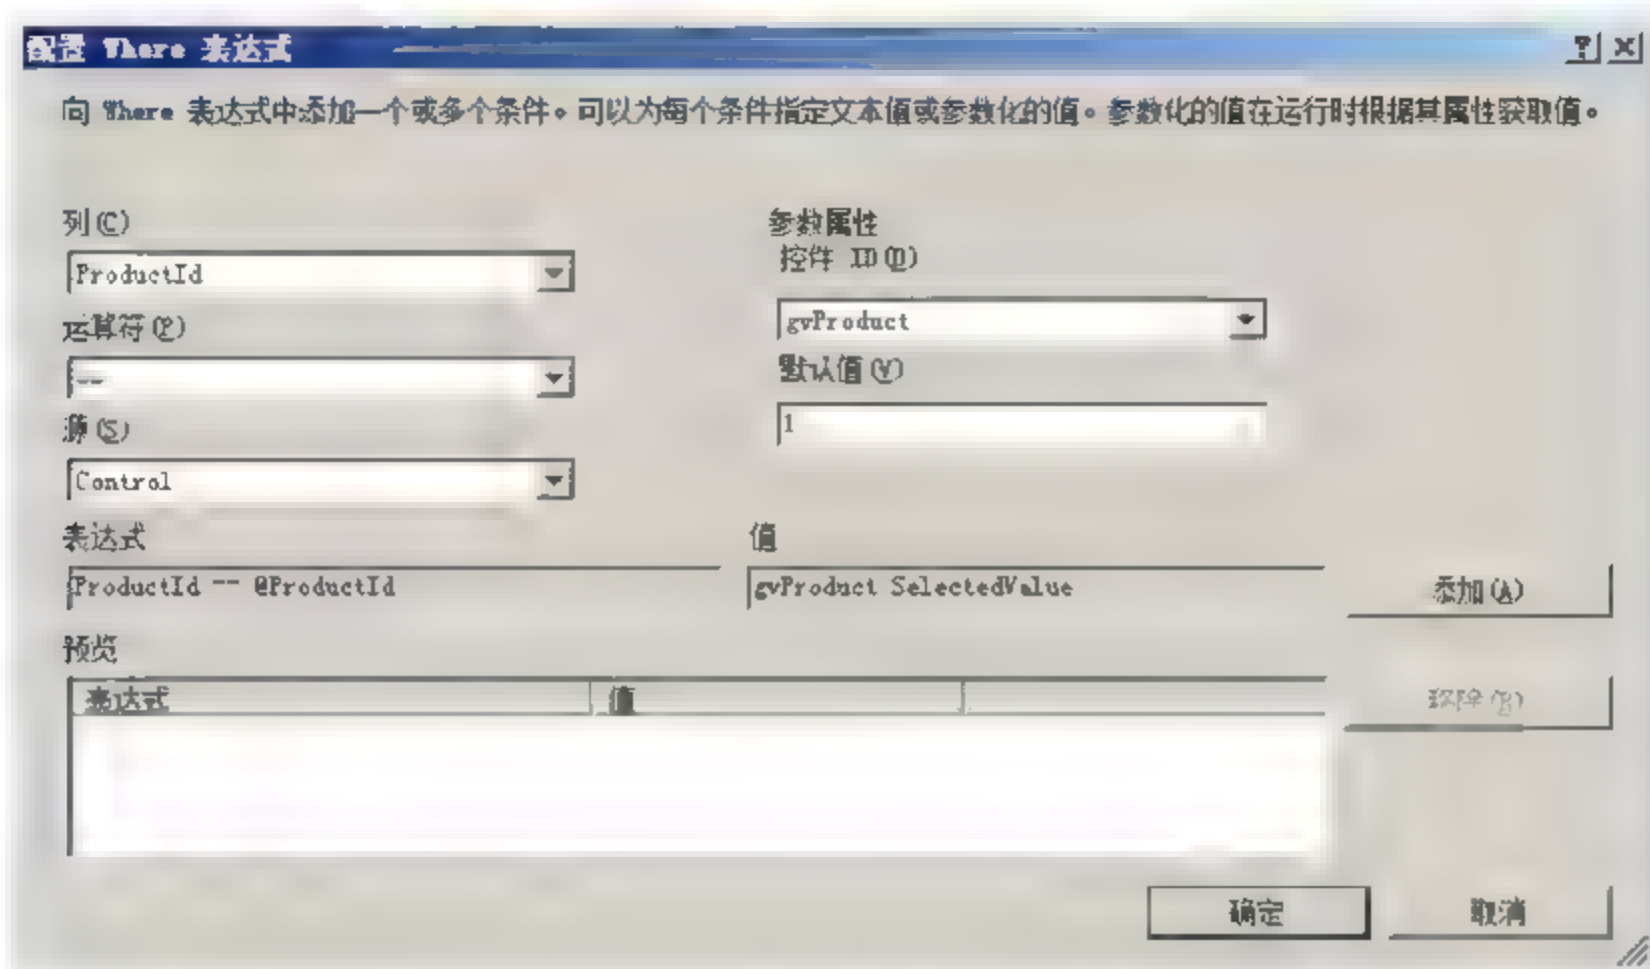 配置 Where 表达式
向 Where 表达式中添加一个或多个条件。可以为每个条件指定文本值或参数化的值。参数化的值在运行时根据其属性获取值。
列(C)
ProductId
运算符(P)
==
源(S)
Control
参数属性
控件 ID(D)
gvProduct
默认值(V)
1
表达式
ProductId == @ProductId
值
gvProduct.SelectedValue
添加(A)
预览
表达式 值
移除(R)
确定 取消